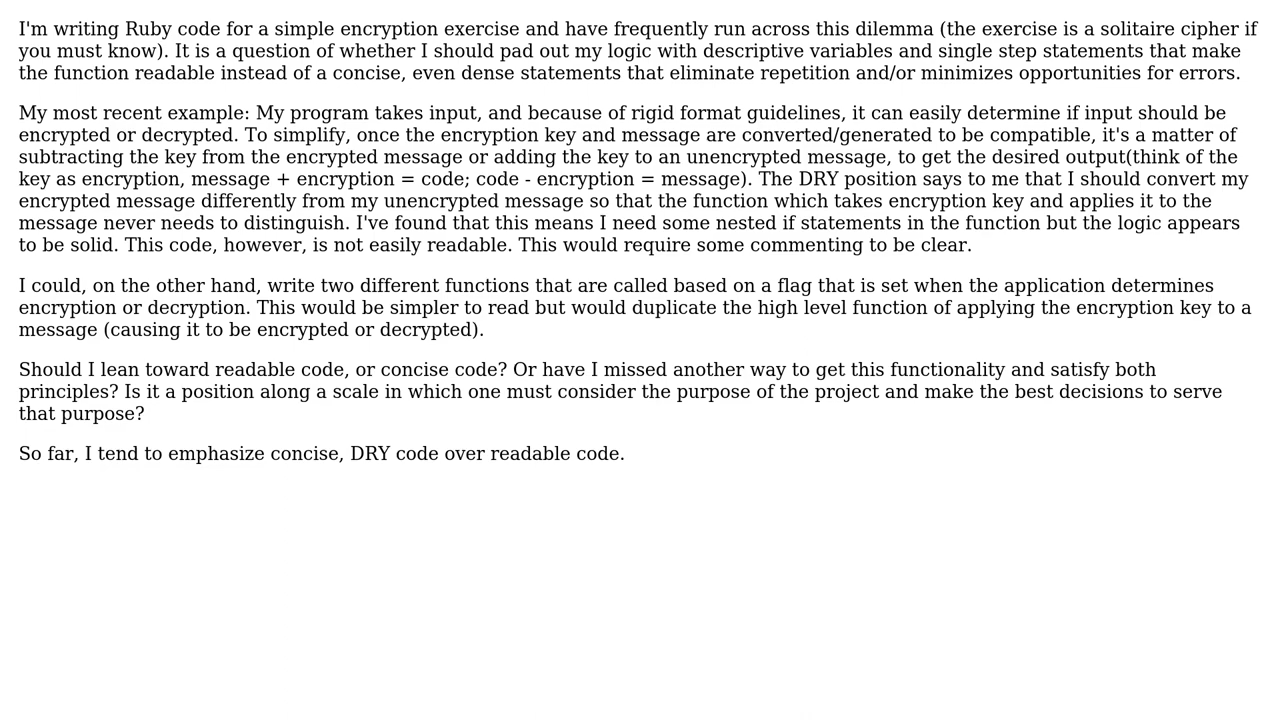 I'm writing Ruby code for a simple encryption exercise and have frequently run across this dilemma (the exercise is a solitaire cipher if
you must know). It is a question of whether I should pad out my logic with descriptive variables and single step statements that make
the function readable instead of a concise, even dense statements that eliminate repetition and/or minimizes opportunities for errors.
My most recent example: My program takes input, and because of rigid format guidelines, it can easily determine if input should be
encrypted or decrypted. To simplify, once the encryption key and message are converted/generated to be compatible, it's a matter of
subtracting the key from the encrypted message or adding the key to an unencrypted message, to get the desired output(think of the
key as encryption, message + encryption = code; code - encryption = message). The DRY position says to me that I should convert my
encrypted message differently from my unencrypted message so that the function which takes encryption key and applies it to the
message never needs to distinguish. I've found that this means I need some nested if statements in the function but the logic appears
to be solid. This code, however, is not easily readable. This would require some commenting to be clear.
I could, on the other hand, write two different functions that are called based on a flag that is set when the application determines
encryption or decryption. This would be simpler to read but would duplicate the high level function of applying the encryption key to a
message (causing it to be encrypted or decrypted).
Should I lean toward readable code, or concise code? Or have I missed another way to get this functionality and satisfy both
principles? Is it a position along a scale in which one must consider the purpose of the project and make the best decisions to serve
that purpose?
So far, I tend to emphasize concise, DRY code over readable code.